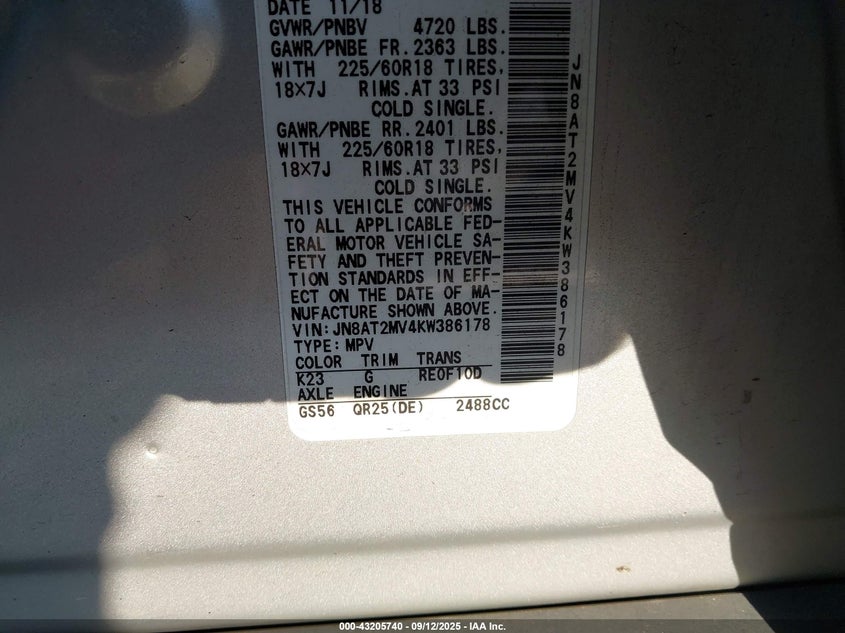 DATE 11/18
GVWR/PNBV 4720 LBS.
GAWR/PNBE FR. 2363 LBS.
WITH 225/60R18 TIRES,
18×7J RIMS. AT 33 PSI
COLD SINGLE.
GAWR/PNBE RR. 2401 LBS.
WITH 225/60R18 TIRES,
18×7J RIMS. AT 33 PSI
COLD SINGLE.
THIS VEHICLE CONFORMS
TO ALL APPLICABLE FED-
ERAL MOTOR VEHICLE SA-
FETY AND THEFT PREVEN-
TION STANDARDS IN EFF-
ECT ON THE DATE OF MA-
NUFACTURE SHOWN ABOVE.
VIN: JN8AT2MV4KW386178
TYPE: MPV
COLOR TRIM TRANS
K23 G RE0F10D
AXLE ENGINE
GS56 QR25(DE) 2488CC
JN8AT2MV4KW386178
000-43205740 - 09/12/2025 - IAA Inc.